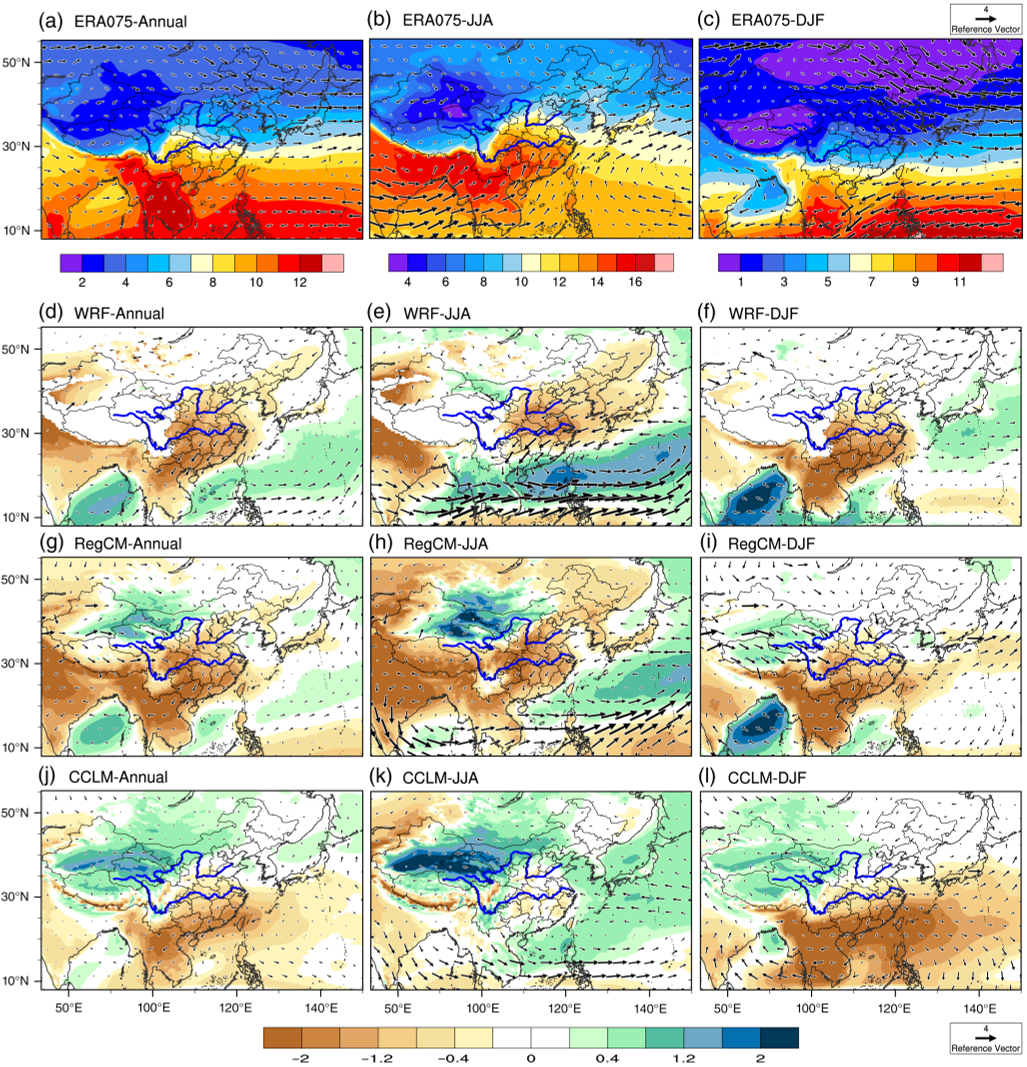 (a) ERA075-Annual
(b) ERA075-JJA
(c) ERA075-DJF
4
Reference Vector
50°N
30°N
10°N
2 4 6 8 10 12
4 6 8 10 12 14 16
1 3 5 7 9 11
(d) WRF-Annual
(e) WRF-JJA
(f) WRF-DJF
50°N
30°N
10°N
(g) RegCM-Annual
(h) RegCM-JJA
(i) RegCM-DJF
50°N
30°N
10°N
(j) CCLM-Annual
(k) CCLM-JJA
(l) CCLM-DJF
50°N
30°N
10°N
50°E 100°E 120°E 140°E
50°E 100°E 120°E 140°E
50°E 100°E 120°E 140°E
-2 -1.2 -0.4 0 0.4 1.2 2
4
Reference Vector